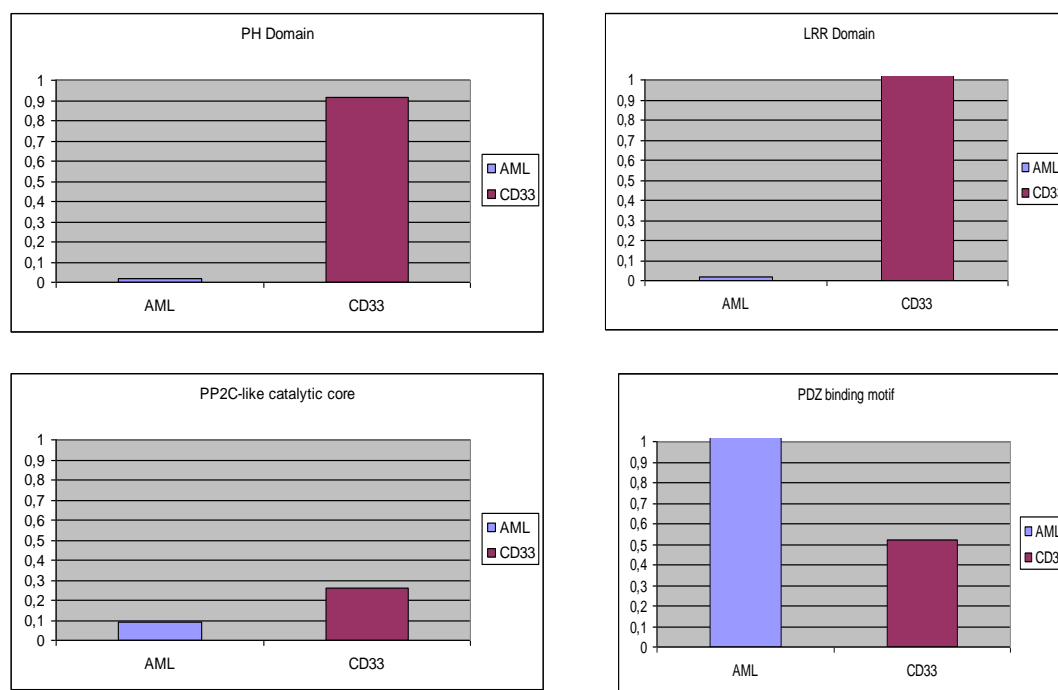 PH Domain
1
0,9
0,8
0,7
0,6
0,5
0,4
0,3
0,2
0,1
0
AML
CD33
AML
CD33
LRR Domain
1
0,9
0,8
0,7
0,6
0,5
0,4
0,3
0,2
0,1
0
AML
CD33
AML
CD33
PP2C-like catalytic core
1
0,9
0,8
0,7
0,6
0,5
0,4
0,3
0,2
0,1
0
AML
CD33
AML
CD33
PDZ binding motif
1
0,9
0,8
0,7
0,6
0,5
0,4
0,3
0,2
0,1
0
AML
CD33
AML
CD3